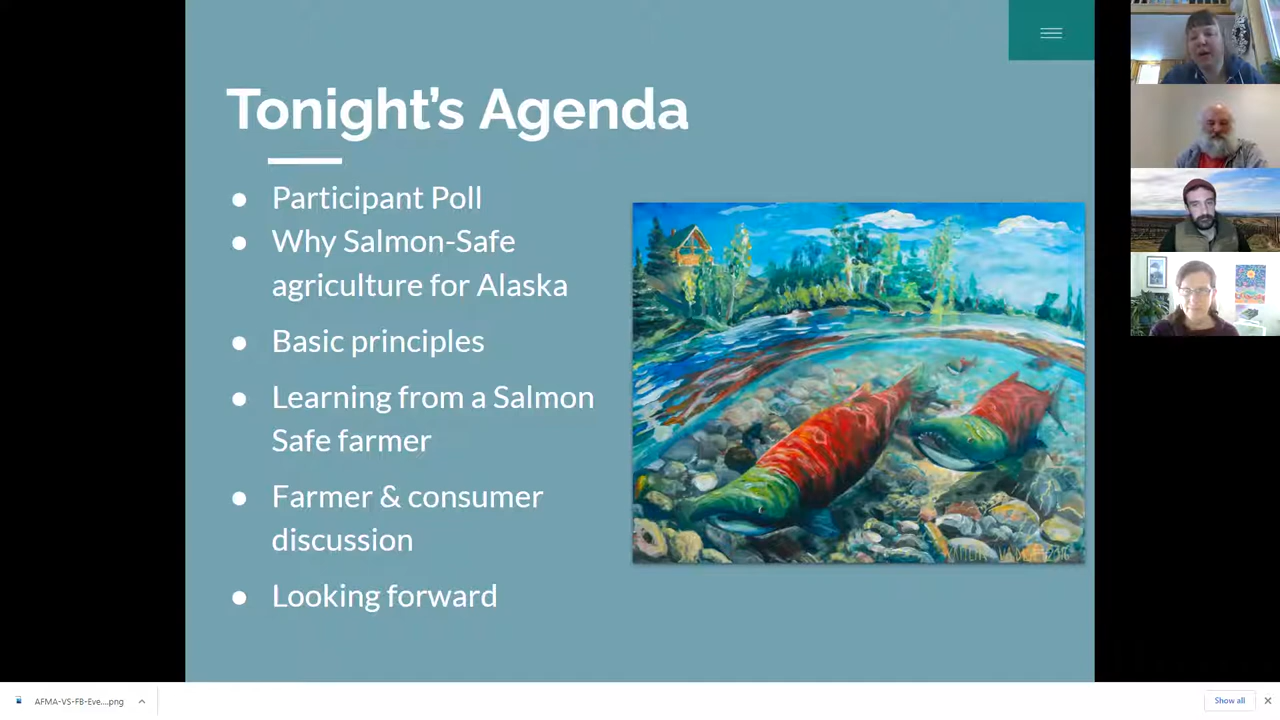 Tonight's Agenda
● Participant Poll
● Why Salmon-Safe
agriculture for Alaska
● Basic principles
● Learning from a Salmon
Safe farmer
● Farmer & consumer
discussion
● Looking forward
AFMA-VS-FB-Eve....png
Show all